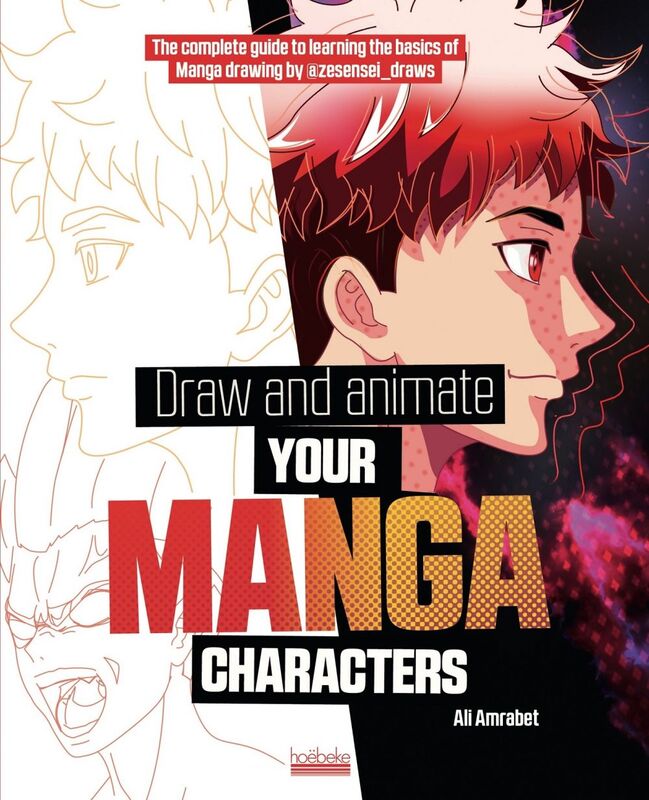 The complete guide to learning the basics of
Manga drawing by @zesensei_draws
Draw and animate
YOUR
MANGA
CHARACTERS
Ali Amrabet
hoëbeke